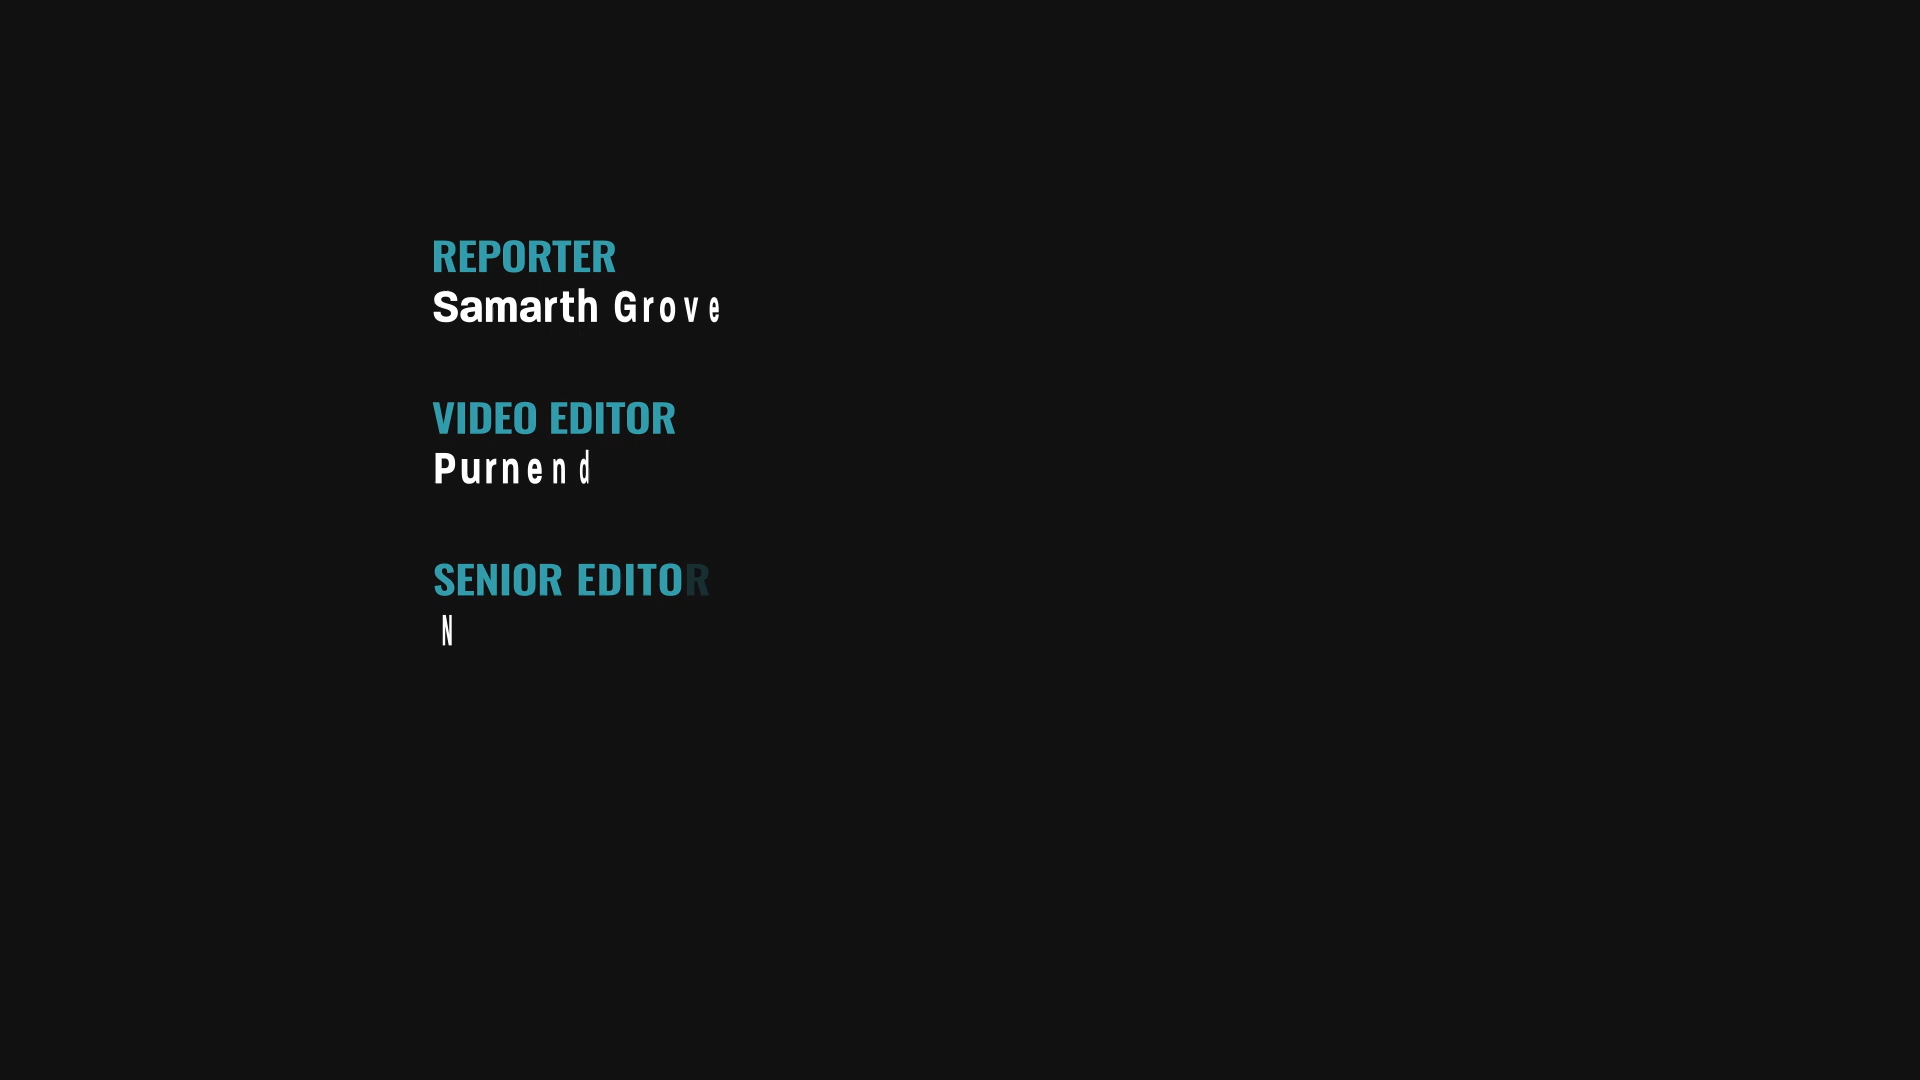 REPORTER
Samarth Grove
VIDEO EDITOR
Purnend
SENIOR EDITOR
N